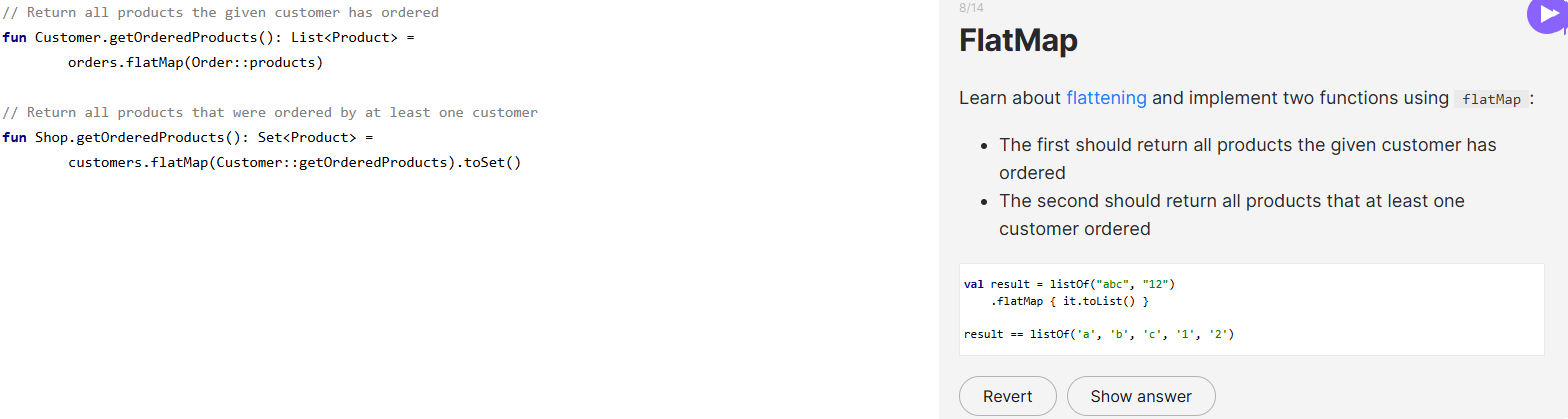 // Return all products the given customer has ordered
fun Customer.getOrderedProducts(): List<Product> =
        orders.flatMap(Order::products)
// Return all products that were ordered by at least one customer
fun Shop.getOrderedProducts(): Set<Product> =
        customers.flatMap(Customer::getOrderedProducts).toSet()
8/14
FlatMap
Learn about flattening and implement two functions using flatMap :
• The first should return all products the given customer has
ordered
• The second should return all products that at least one
customer ordered
val result = listOf("abc", "12")
    .flatMap { it.toList() }
result == listOf('a', 'b', 'c', '1', '2')
Revert
Show answer